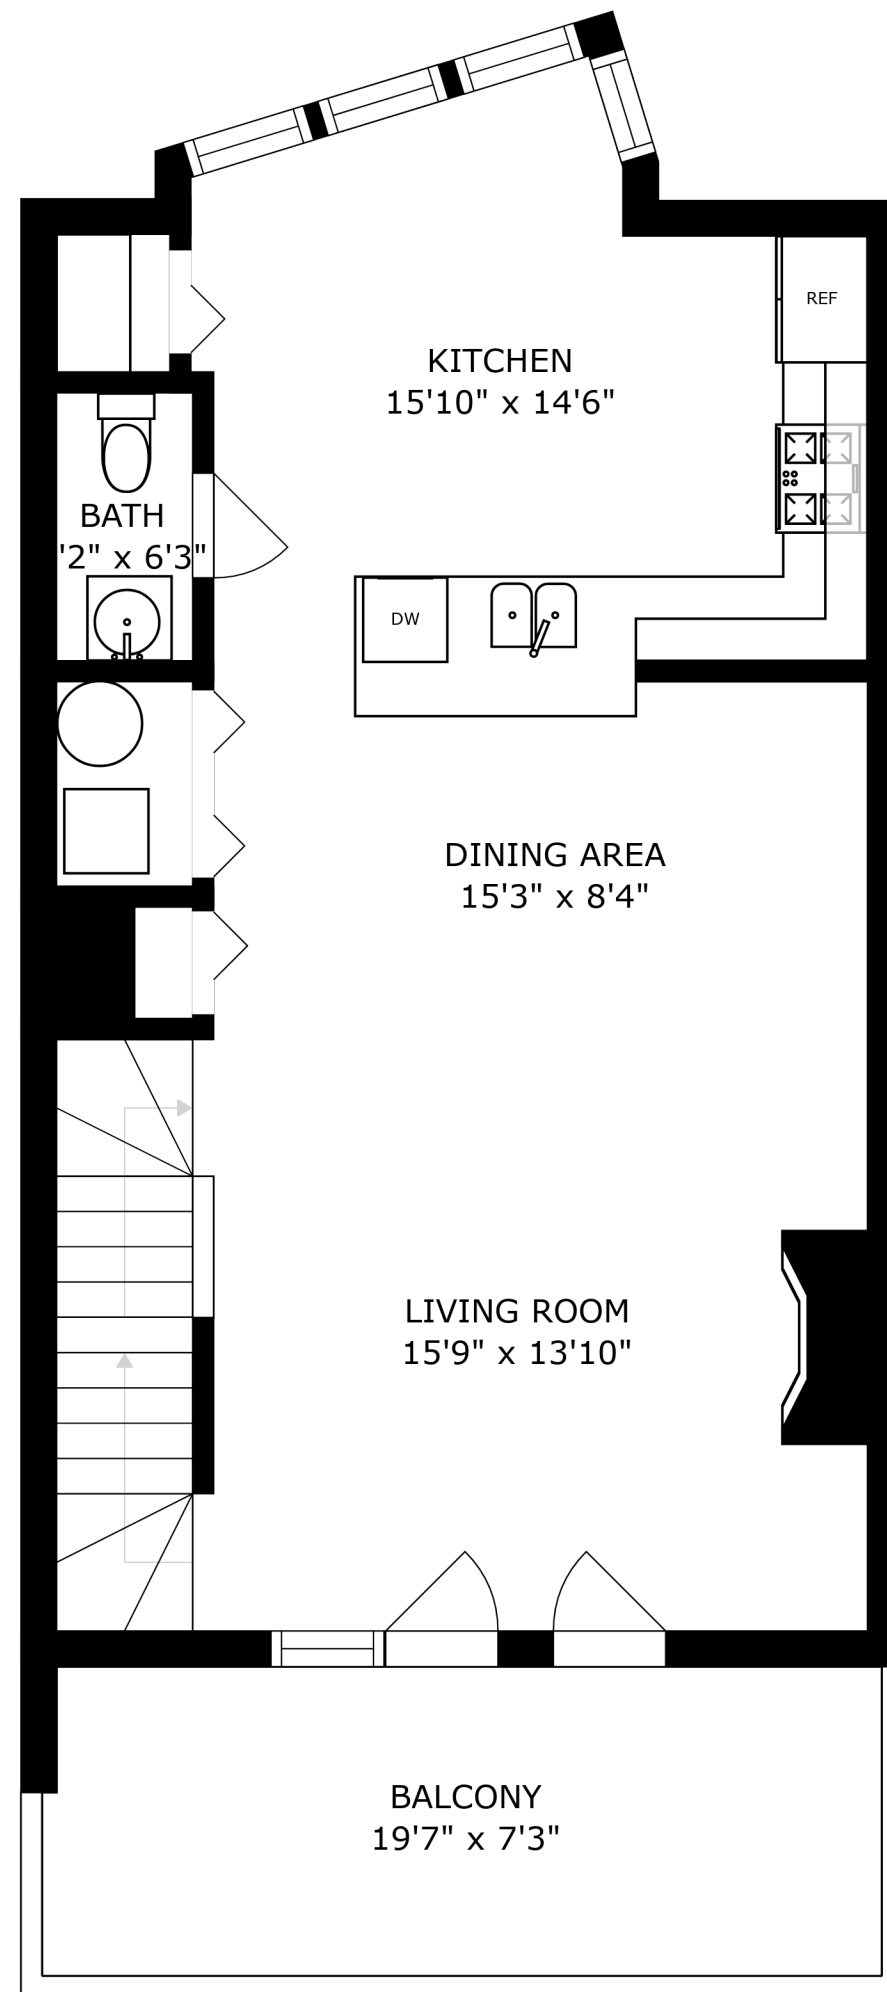 REF
KITCHEN
15'10" x 14'6"
BATH
'2" x 6'3"
DW
DINING AREA
15'3" x 8'4"
LIVING ROOM
15'9" x 13'10"
BALCONY
19'7" x 7'3"